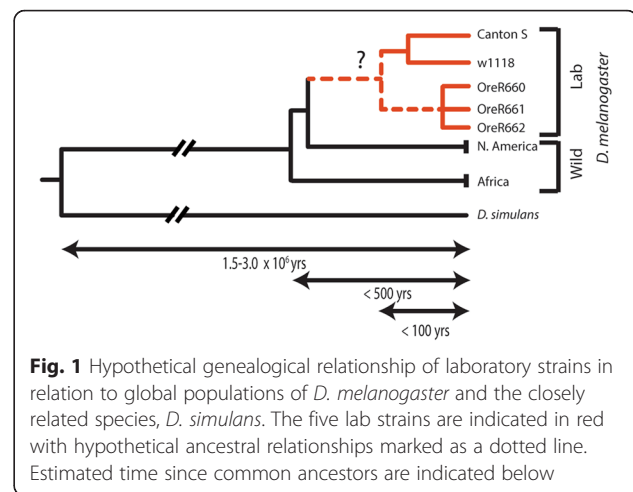 Canton S
w1118
OreR660
OreR661
OreR662
N. America
Africa
D. simulans
Lab
Wild
D. melanogaster
?
1.5-3.0 x 10⁶ yrs
< 500 yrs
< 100 yrs
Fig. 1 Hypothetical genealogical relationship of laboratory strains in
relation to global populations of D. melanogaster and the closely
related species, D. simulans. The five lab strains are indicated in red
with hypothetical ancestral relationships marked as a dotted line.
Estimated time since common ancestors are indicated below